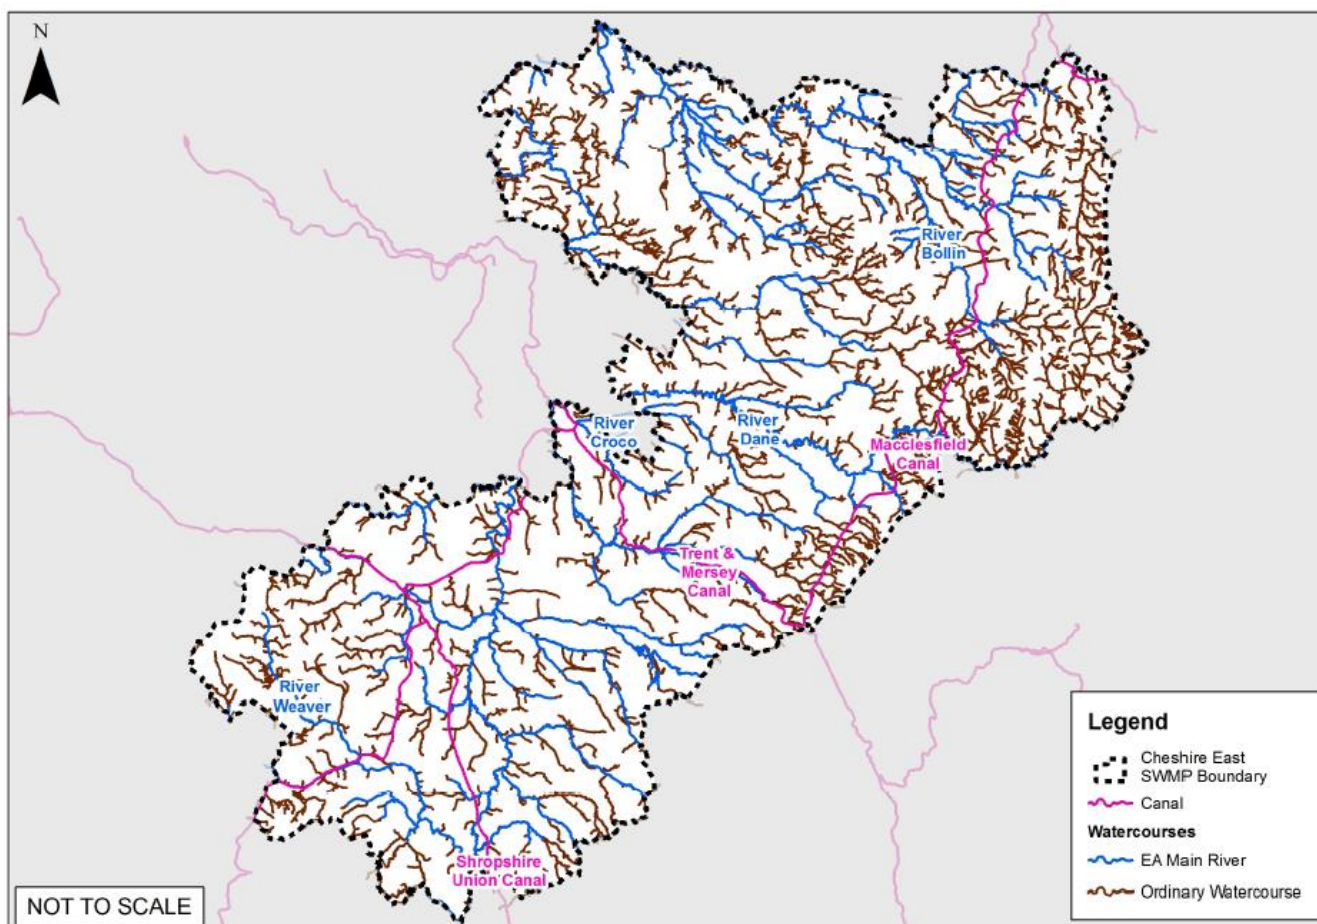 N
River
Bollin
River
Croco
River
Dane
Macclesfield
Canal
Trent &
Mersey
Canal
River
Weaver
Shropshire
Union Canal
Legend
Cheshire East
SWMP Boundary
Canal
Watercourses
EA Main River
Ordinary Watercourse
NOT TO SCALE